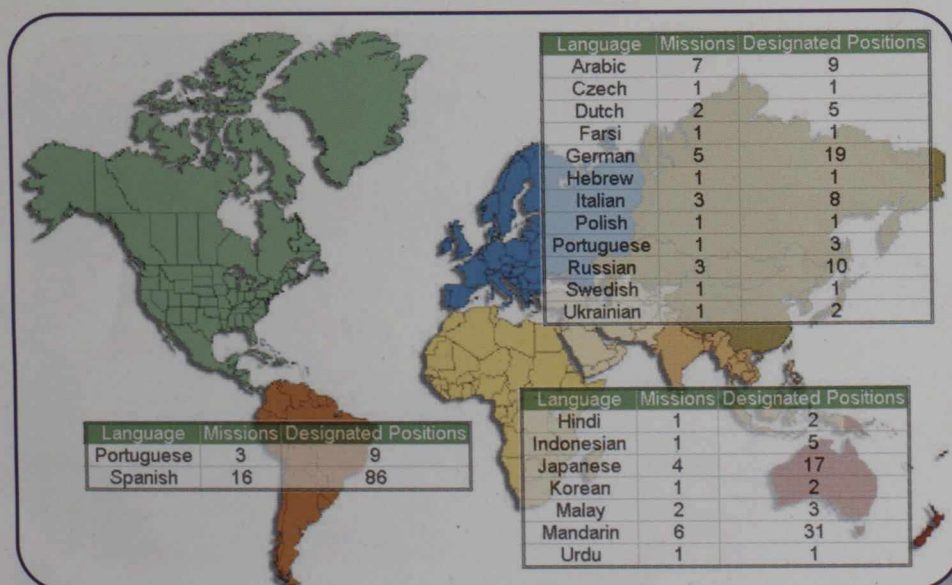 Language Missions Designated Positions
Arabic 7 9
Czech 1 1
Dutch 2 5
Farsi 1 1
German 5 19
Hebrew 1 1
Italian 3 8
Polish 1 1
Portuguese 1 3
Russian 3 10
Swedish 1 1
Ukrainian 1 2
Language Missions Designated Positions
Portuguese 3 9
Spanish 16 86
Language Missions Designated Positions
Hindi 1 2
Indonesian 1 5
Japanese 4 17
Korean 1 2
Malay 2 3
Mandarin 6 31
Urdu 1 1